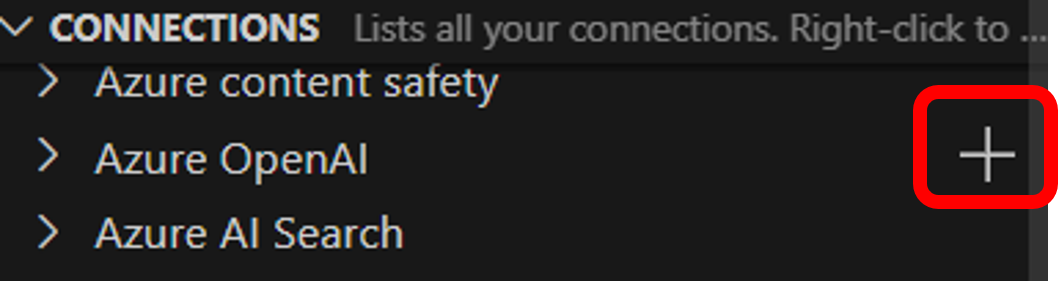 CONNECTIONS Lists all your connections. Right-click to ...
Azure content safety
Azure OpenAI
Azure AI Search